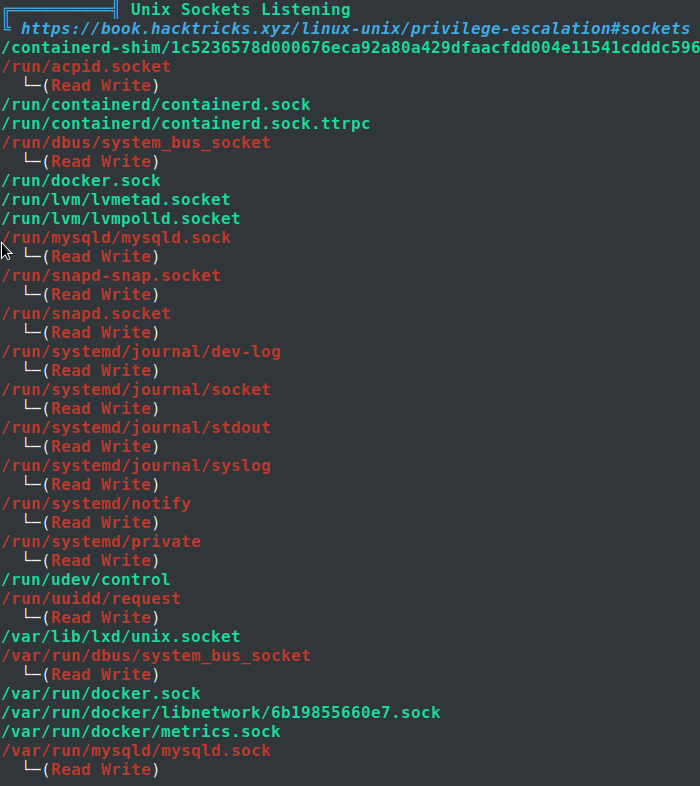 ╔══════════╣ Unix Sockets Listening
╚ https://book.hacktricks.xyz/linux-unix/privilege-escalation#sockets
/containerd-shim/1c5236578d000676eca92a80a429dfaacfdd004e11541cdddc596
/run/acpid.socket
└─(Read Write)
/run/containerd/containerd.sock
/run/containerd/containerd.sock.ttrpc
/run/dbus/system_bus_socket
└─(Read Write)
/run/docker.sock
/run/lvm/lvmetad.socket
/run/lvm/lvmpolld.socket
/run/mysqld/mysqld.sock
└─(Read Write)
/run/snapd-snap.socket
└─(Read Write)
/run/snapd.socket
└─(Read Write)
/run/systemd/journal/dev-log
└─(Read Write)
/run/systemd/journal/socket
└─(Read Write)
/run/systemd/journal/stdout
└─(Read Write)
/run/systemd/journal/syslog
└─(Read Write)
/run/systemd/notify
└─(Read Write)
/run/systemd/private
└─(Read Write)
/run/udev/control
/run/uuidd/request
└─(Read Write)
/var/lib/lxd/unix.socket
/var/run/dbus/system_bus_socket
└─(Read Write)
/var/run/docker.sock
/var/run/docker/libnetwork/6b19855660e7.sock
/var/run/docker/metrics.sock
/var/run/mysqld/mysqld.sock
└─(Read Write)